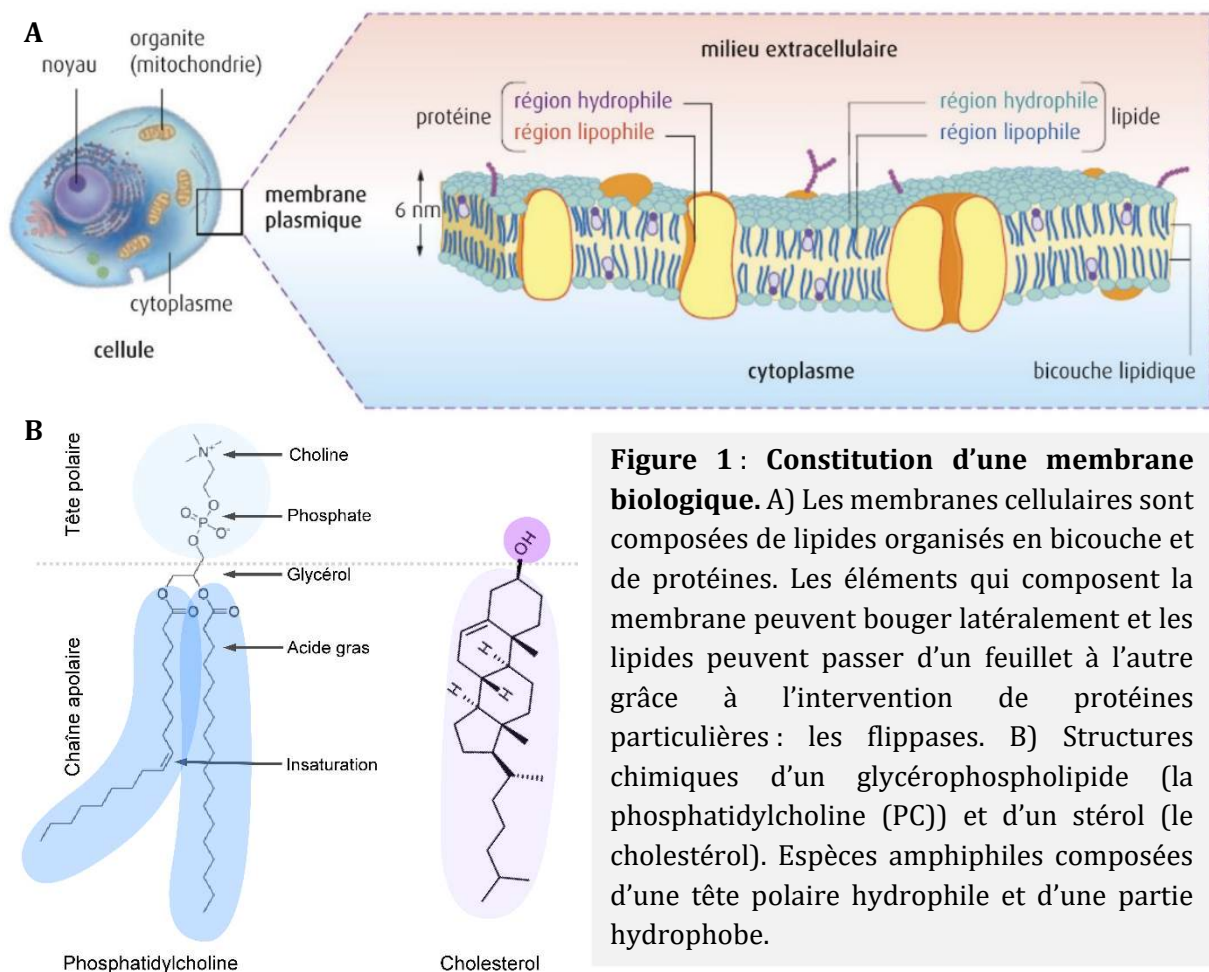 A
noyau
organite
(mitochondrie)
membrane
plasmique
cytoplasme
cellule
milieu extracellulaire
protéine
région hydrophile
région lipophile
région hydrophile
région lipophile
lipide
6 nm
cytoplasme
bicouche lipidique
B
Tête polaire
Chaîne apolaire
Choline
Phosphate
Glycérol
Acide gras
Insaturation
N+
O
O
P
O-
O
O
O
O
O
OH
H
H
H
Phosphatidylcholine
Cholesterol
Figure 1 : Constitution d’une membrane
biologique. A) Les membranes cellulaires sont
composées de lipides organisés en bicouche et
de protéines. Les éléments qui composent la
membrane peuvent bouger latéralement et les
lipides peuvent passer d’un feuillet à l’autre
grâce à l’intervention de protéines
particulières : les flippases. B) Structures
chimiques d’un glycérophospholipide (la
phosphatidylcholine (PC)) et d’un stérol (le
cholestérol). Espèces amphiphiles composées
d’une tête polaire hydrophile et d’une partie
hydrophobe.